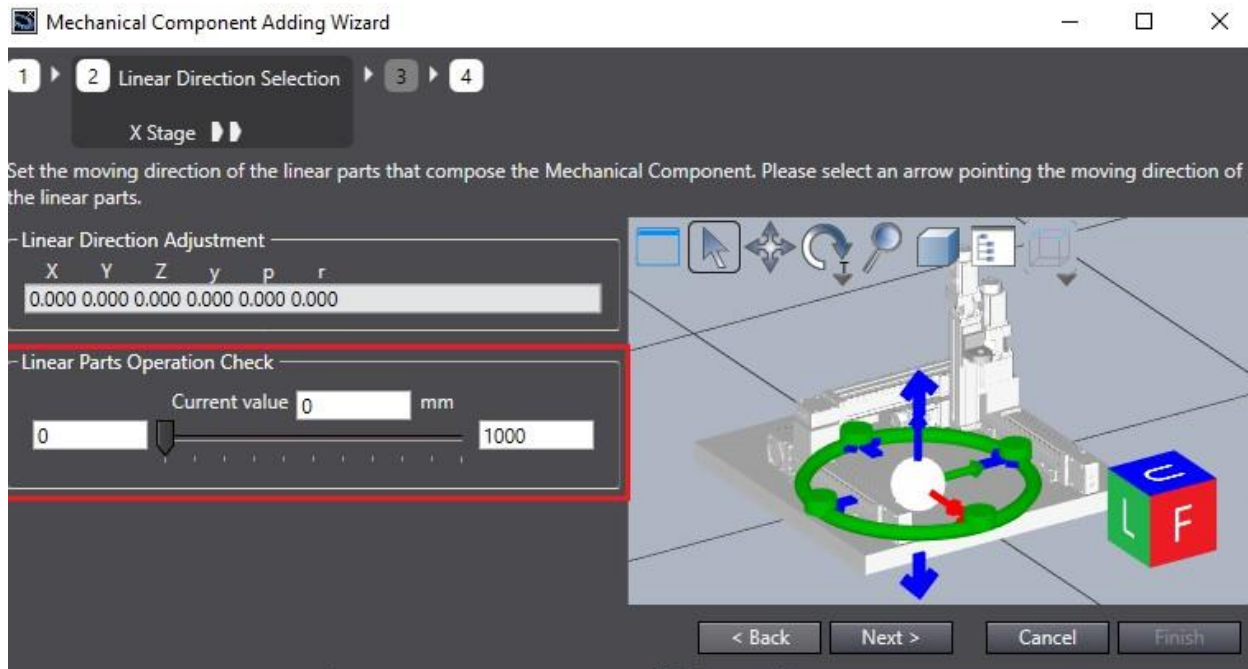 Mechanical Component Adding Wizard
1 2 Linear Direction Selection 3 4
X Stage
Set the moving direction of the linear parts that compose the Mechanical Component. Please select an arrow pointing the moving direction of
the linear parts.
Linear Direction Adjustment
X Y Z y p r
0.000 0.000 0.000 0.000 0.000 0.000
Linear Parts Operation Check
Current value 0 mm
0 1000
T
U
L F
< Back Next > Cancel Finish